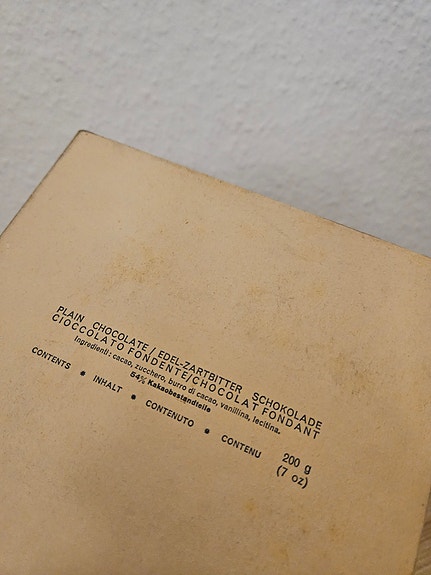 PLAIN CHOCOLATE / EDEL-ZARTBITTER SCHOKOLADE
CIOCCOLATO FONDENTE/CHOCOLAT FONDANT
Ingredienti: cacao, zucchero, burro di cacao, vanillina, lecitina.
54% Kakaobestandteile
CONTENTS • INHALT • CONTENUTO • CONTENU 200 g
(7 oz)